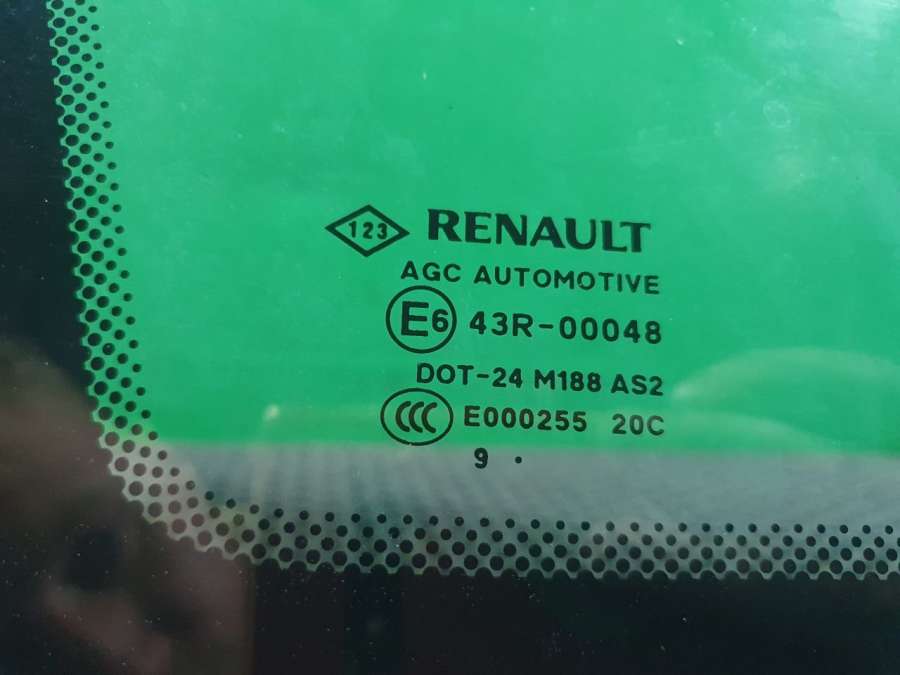 123 RENAULT
AGC AUTOMOTIVE
E6 43R-00048
DOT-24 M188 AS2
CCC E000255 20C
9 .